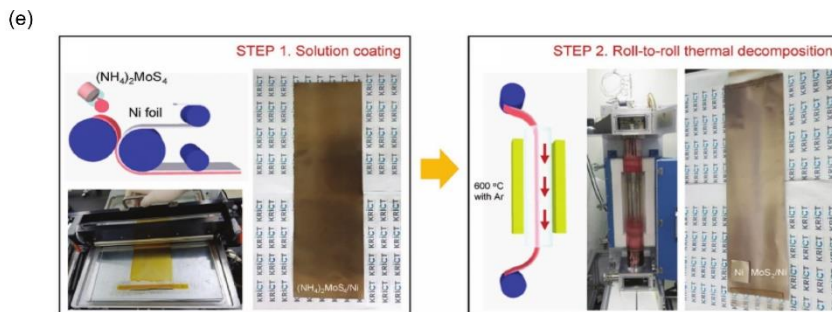 (e)
STEP 1. Solution coating
(NH₄)₂MoS₄
Ni foil
(NH₄)₂MoS₄/Ni
STEP 2. Roll-to-roll thermal decomposition
600 °C
with Ar
Ni
MoS₂/Ni
KRICT